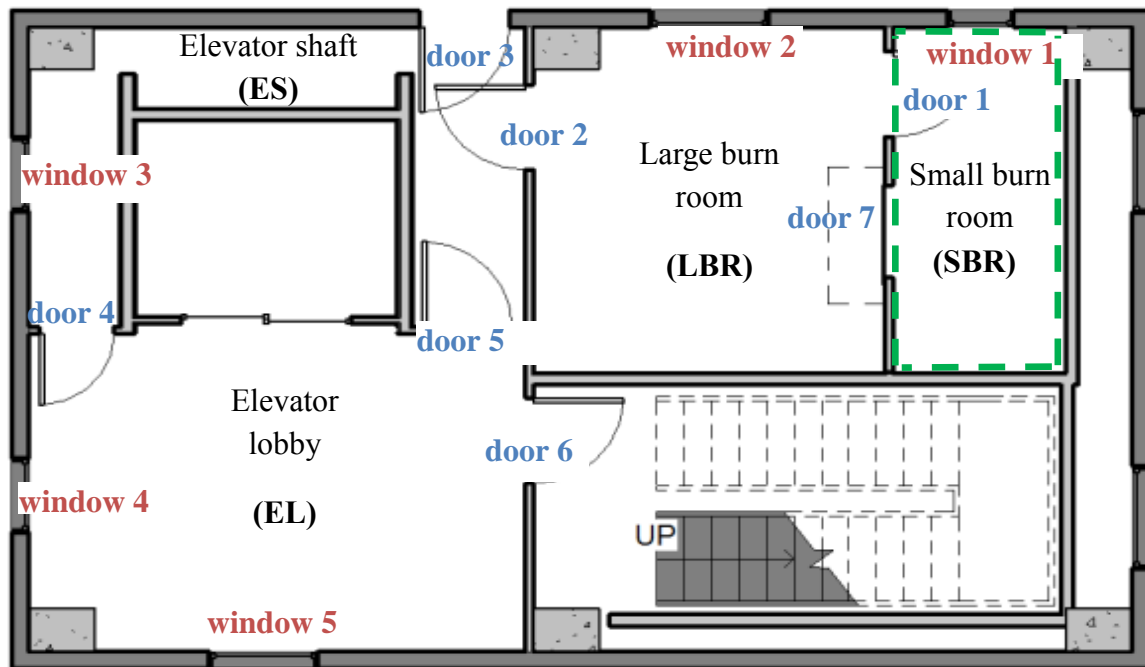 Elevator shaft
(ES)
door 3
window 2
window 1
door 2
door 1
window 3
Large burn
room
(LBR)
Small burn
room
(SBR)
door 7
door 4
door 5
Elevator
lobby
(EL)
door 6
window 4
UP
window 5